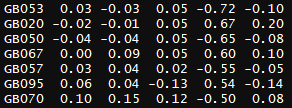 GB053 0.03 -0.03 0.05 -0.72 -0.10
GB020 -0.02 -0.01 0.05 0.67 0.20
GB050 -0.04 -0.04 0.05 -0.65 -0.08
GB067 0.00 0.09 0.05 0.60 0.10
GB057 0.03 0.04 0.02 -0.55 -0.05
GB095 0.06 0.04 -0.13 0.54 -0.14
GB070 0.10 0.15 0.12 -0.50 -0.08